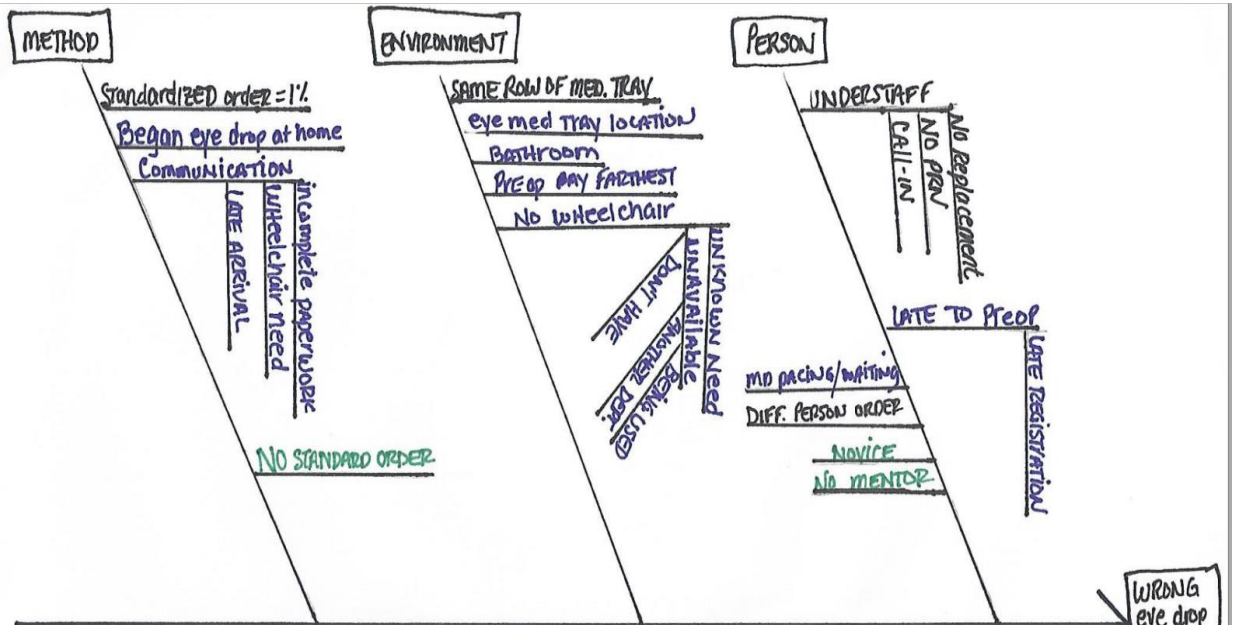 METHOD
Standardized order = 1%
Began eye drop at home
Communication
LATE ARRIVAL
Wheelchair need
incomplete paperwork
NO STANDARD ORDER
ENVIRONMENT
SAME ROW OF MED. TRAY
eye med TRAY LOCATION
BATHROOM
PREOP BAY FARTHEST
No wheelchair
DON'T HAVE
ANOTHER DEPT.
BEING USED
UNAVAILABLE
UNKNOWN NEED
PERSON
UNDERSTAFF
CALL-IN
NO PRN
No Replacement
LATE TO Preop
LATE REGISTRATION
MD PACING/WAITING
DIFF. PERSON ORDER
NOVICE
NO MENTOR
WRONG
eye drop